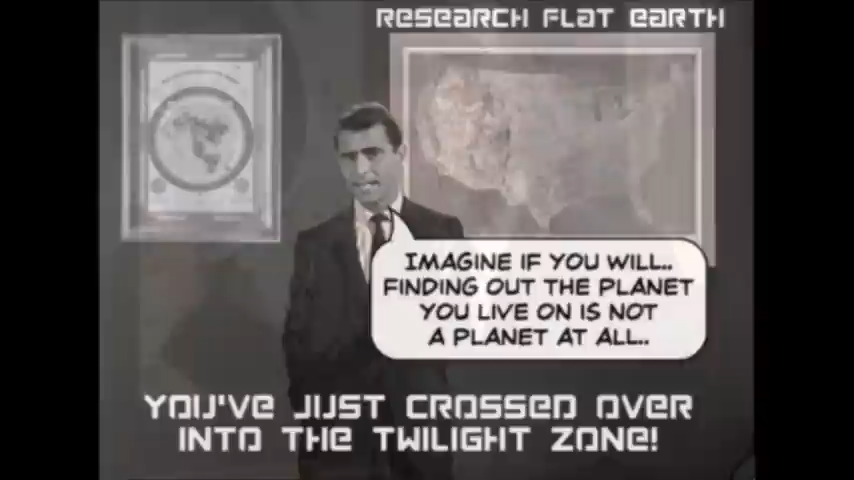 RESEARCH FLAT EARTH
IMAGINE IF YOU WILL..
FINDING OUT THE PLANET
YOU LIVE ON IS NOT
A PLANET AT ALL..
YOU'VE JUST CROSSED OVER
INTO THE TWILIGHT ZONE!